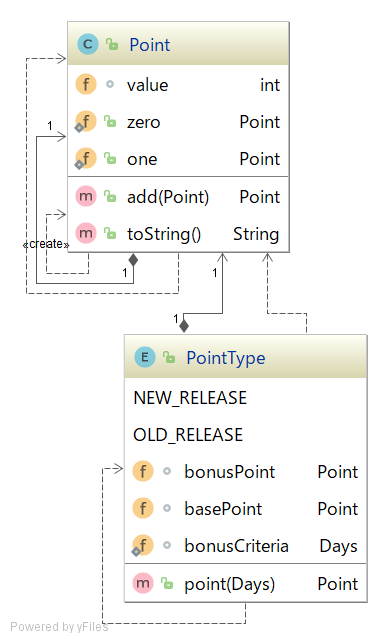 C Point
f value int
f zero Point
1
f one Point
m add(Point) Point
m toString() String
«create»
1
1
1
E PointType
NEW_RELEASE
OLD_RELEASE
f bonusPoint Point
f basePoint Point
f bonusCriteria Days
m point(Days) Point
Powered by yFiles